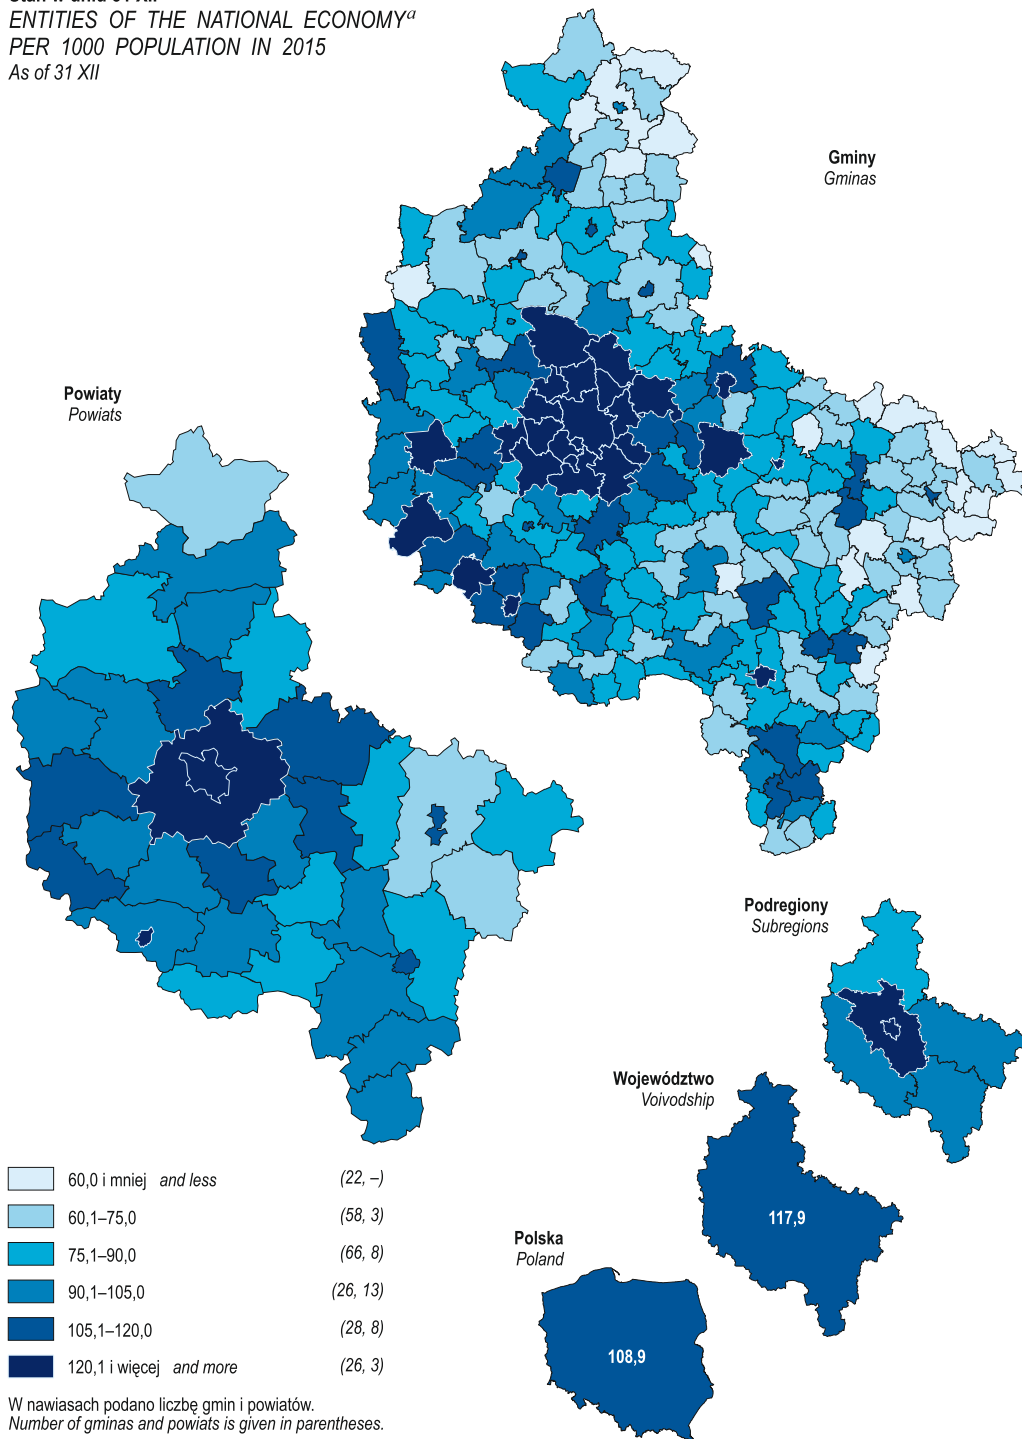 Stan w dniu 31 XII
ENTITIES OF THE NATIONAL ECONOMYa
PER 1000 POPULATION IN 2015
As of 31 XII
Gminy
Gminas
Powiaty
Powiats
Podregiony
Subregions
Województwo
Voivodship
117,9
Polska
Poland
108,9
60,0 i mniej and less (22, –)
60,1–75,0 (58, 3)
75,1–90,0 (66, 8)
90,1–105,0 (26, 13)
105,1–120,0 (28, 8)
120,1 i więcej and more (26, 3)
W nawiasach podano liczbę gmin i powiatów.
Number of gminas and powiats is given in parentheses.